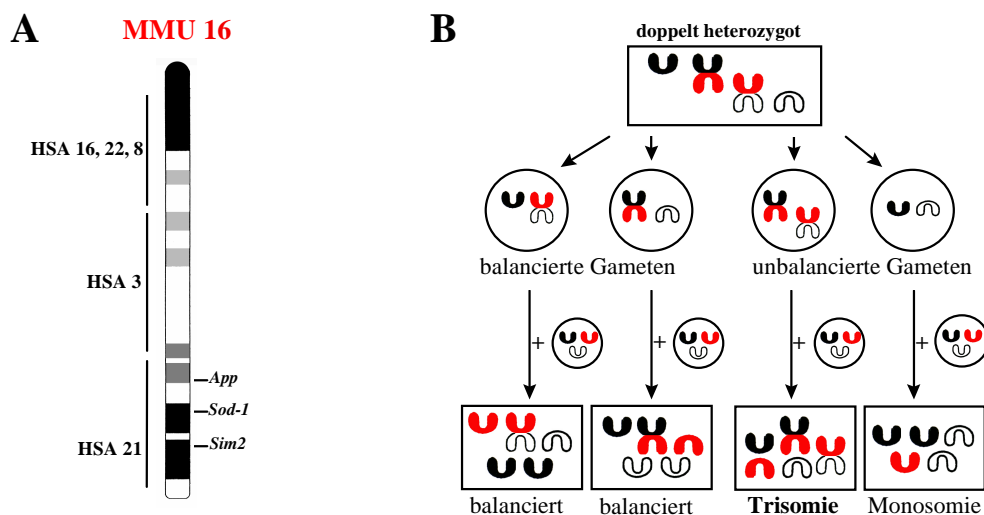 A
MMU 16
HSA 16, 22, 8
HSA 3
HSA 21
App
Sod-1
Sim2
B
doppelt heterozygot
balancierte Gameten
unbalancierte Gameten
+
+
+
+
balanciert
balanciert
Trisomie
Monosomie